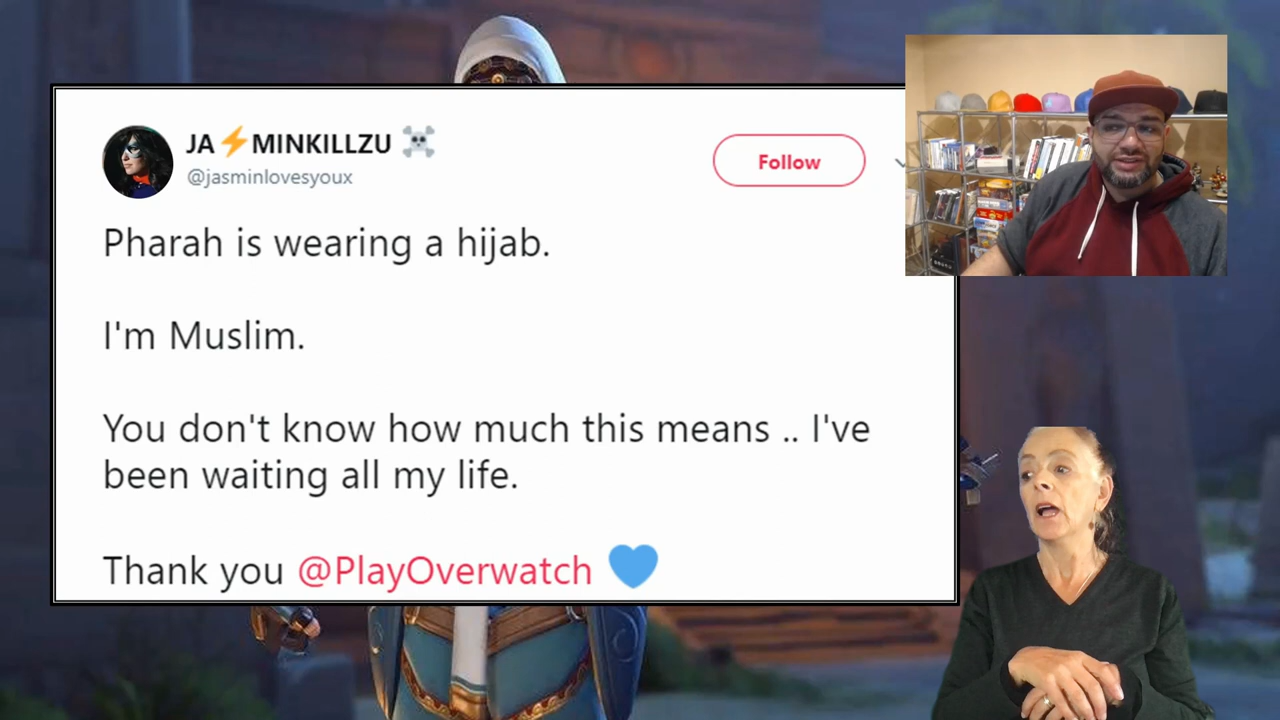 JA⚡MINKILLZU ☠
@jasminlovesyoux
Follow
Pharah is wearing a hijab.
I'm Muslim.
You don't know how much this means .. I've
been waiting all my life.
Thank you @PlayOverwatch 💙